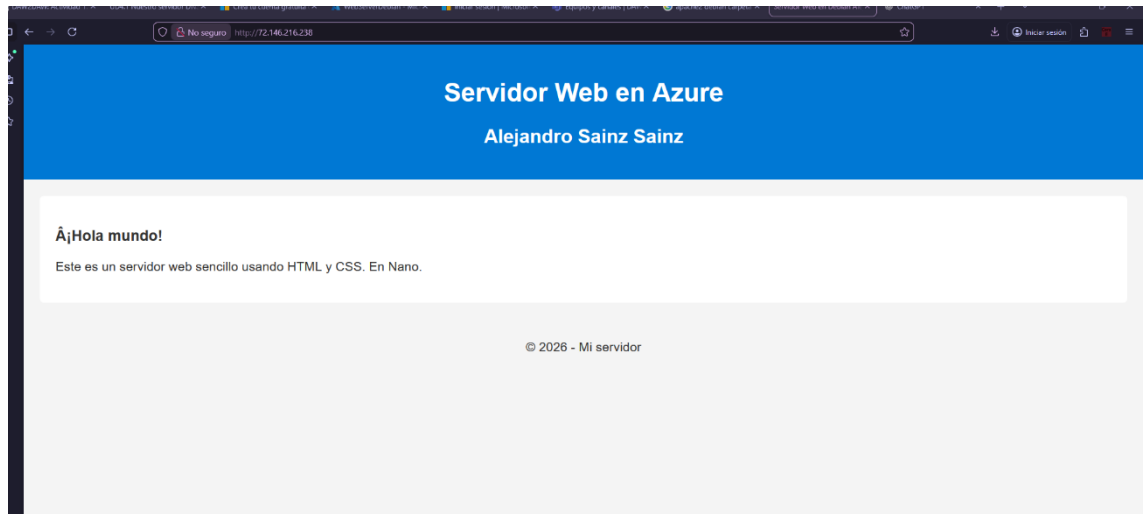 No seguro http://72.146.216.238
Iniciar sesión
Servidor Web en Azure
Alejandro Sainz Sainz
Â¡Hola mundo!
Este es un servidor web sencillo usando HTML y CSS. En Nano.
© 2026 - Mi servidor